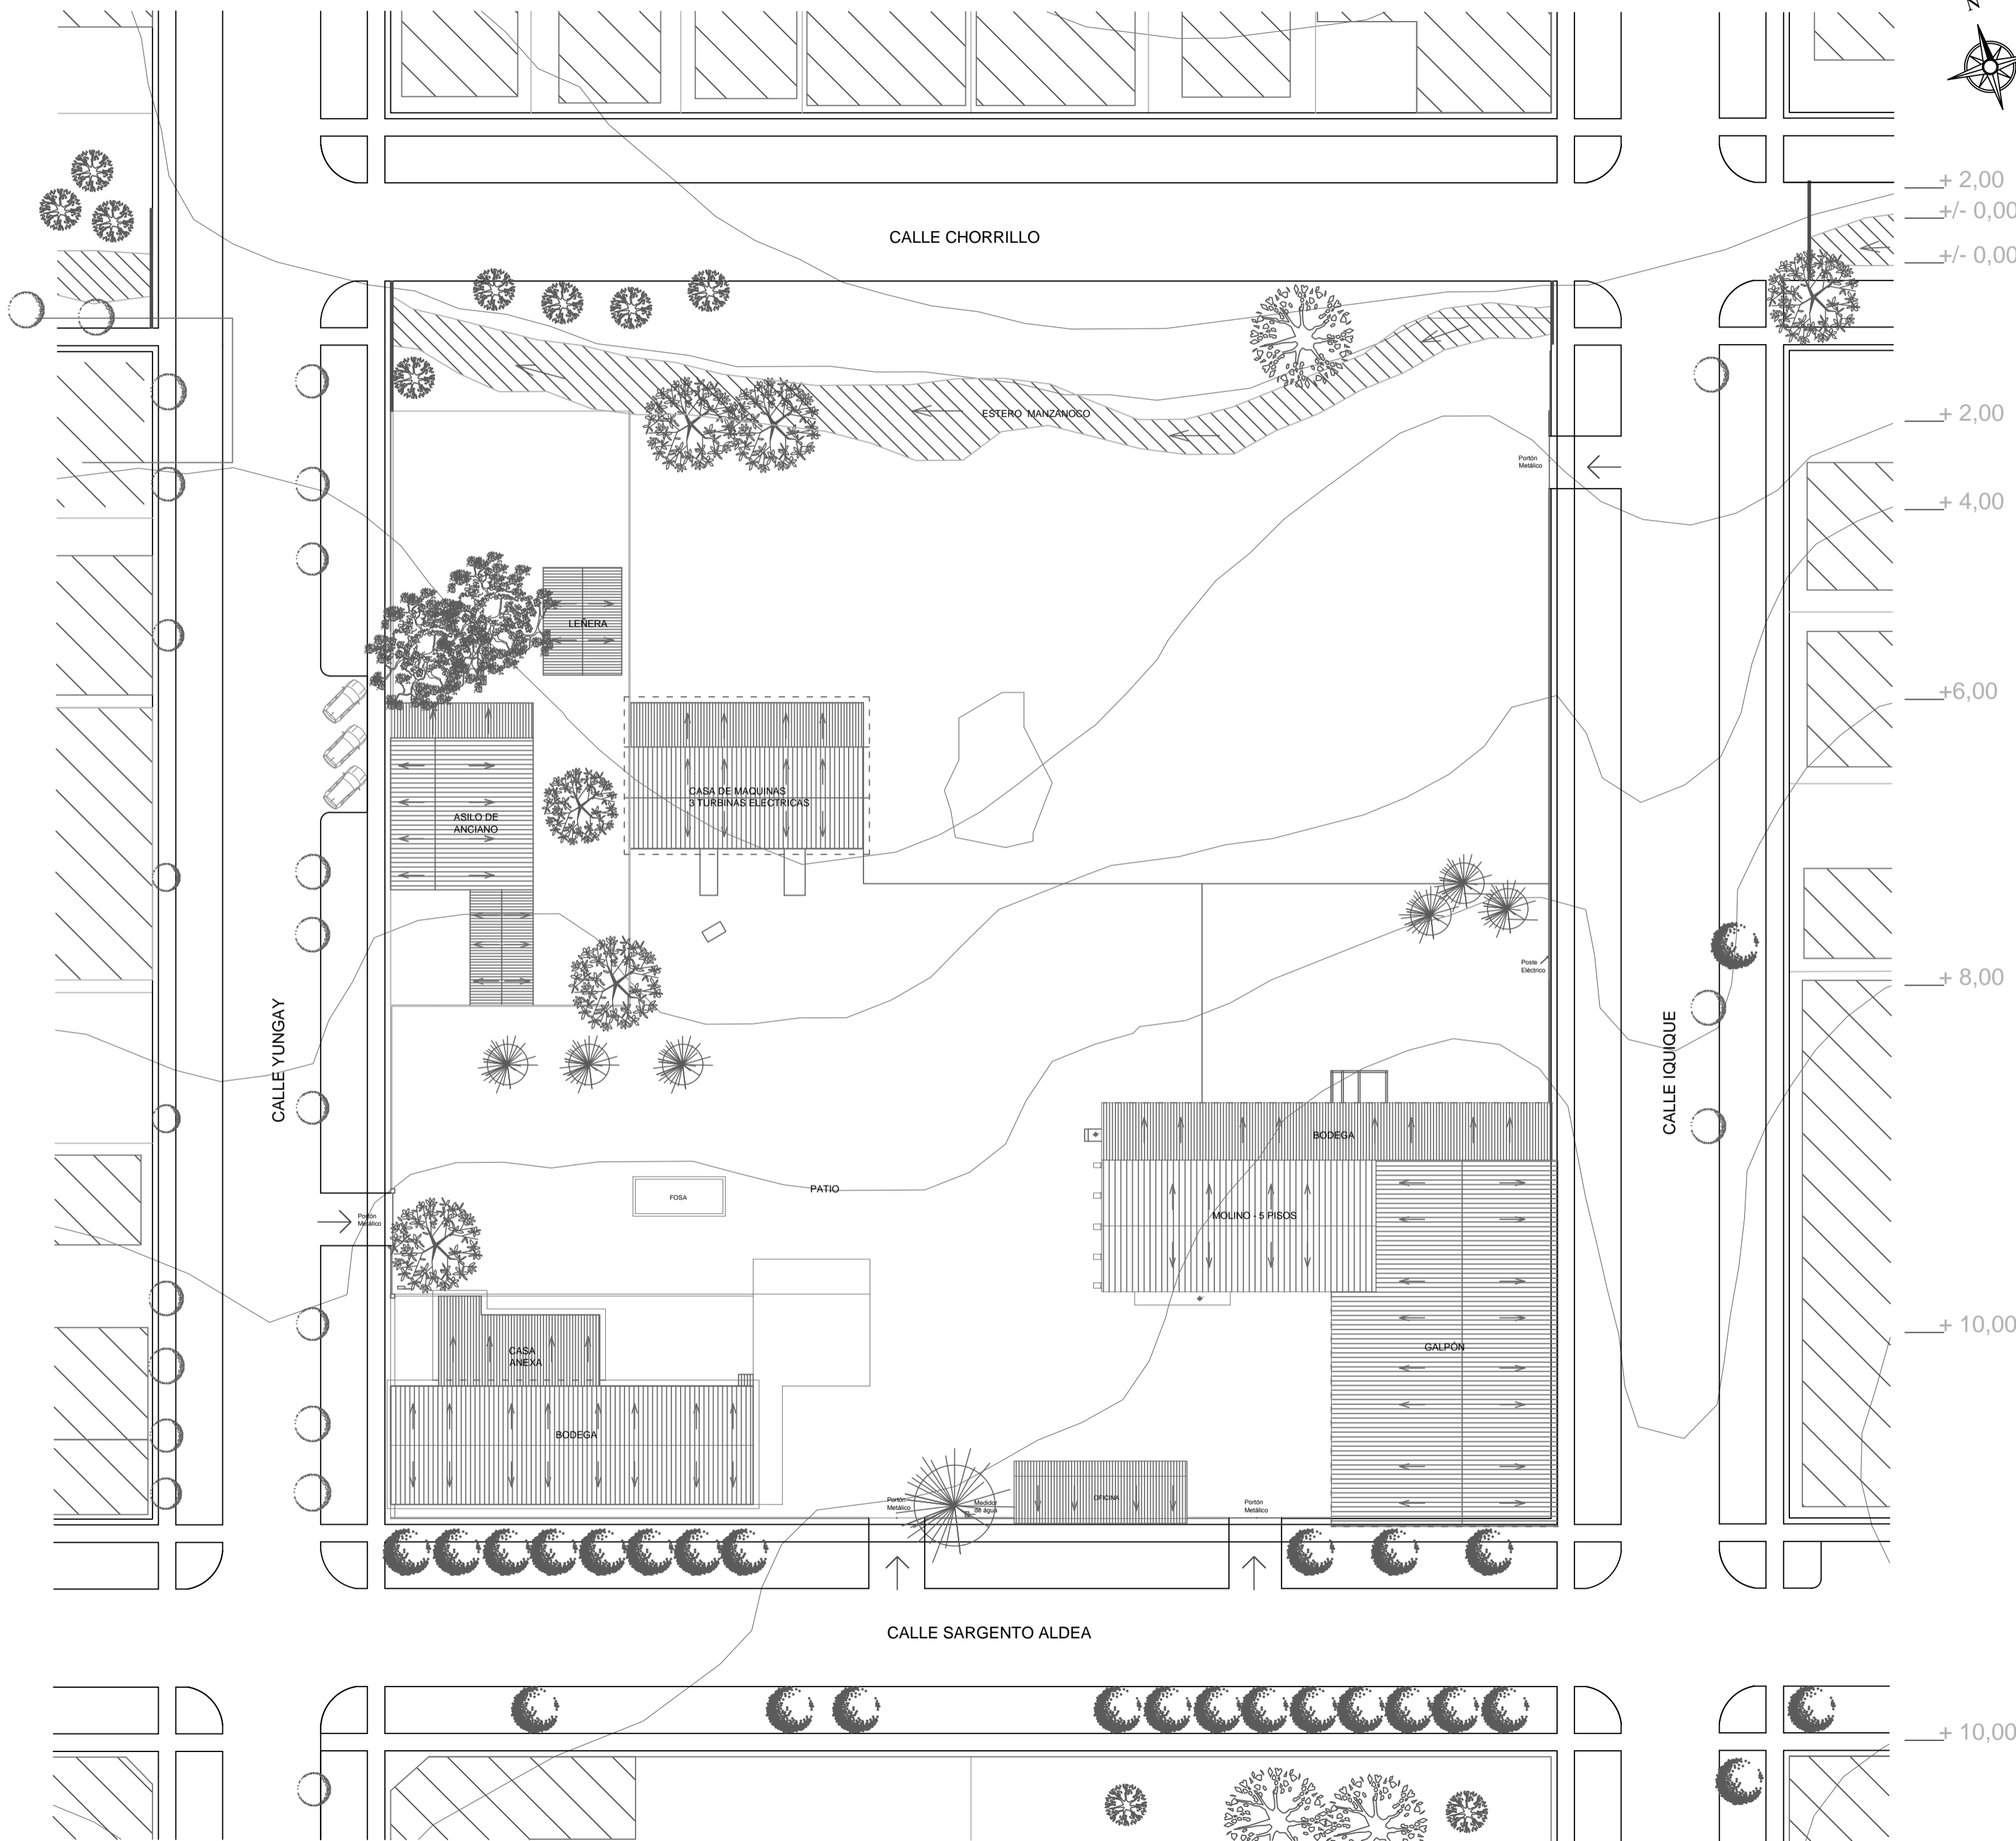 N
+ 2,00
+/- 0,00
CALLE CHORRILLO
+/- 0,00
ESTERO MANZANOCO
+ 2,00
Portón
Metálico
+ 4,00
LEÑERA
+6,00
CASA DE MAQUINAS
3 TURBINAS ELECTRICAS
ASILO DE
ANCIANO
Poste
Eléctrico
+ 8,00
CALLE YUNGAY
CALLE IQUIQUE
BODEGA
PATIO
FOSA
MOLINO - 5 PISOS
Portón
Metálico
+ 10,00
GALPÓN
CASA
ANEXA
BODEGA
Portón
Metálico
Medidor
de agua
OFICINA
Portón
Metálico
CALLE SARGENTO ALDEA
+ 10,00